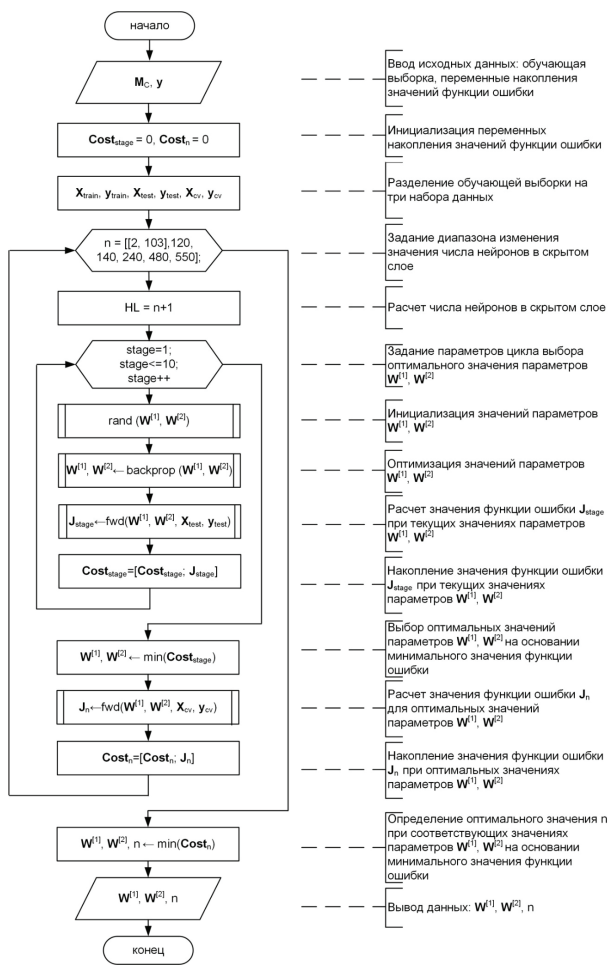 начало
M_C, y
Ввод исходных данных: обучающая
выборка, переменные накопления
значений функции ошибки
Cost_stage = 0, Cost_n = 0
Инициализация переменных
накопления значений функции ошибки
X_train, y_train, X_test, y_test, X_cv, y_cv
Разделение обучающей выборки на
три набора данных
n = [[2, 103],120,
140, 240, 480, 550];
Задание диапазона изменения
значения числа нейронов в скрытом
слое
HL = n+1
Расчет числа нейронов в скрытом слое
stage=1;
stage<=10;
stage++
Задание параметров цикла выбора
оптимального значения параметров
W^[1], W^[2]
rand (W^[1], W^[2])
Инициализация значений параметров
W^[1], W^[2]
W^[1], W^[2]←backprop (W^[1], W^[2])
Оптимизация значений параметров
W^[1], W^[2]
J_stage←fwd(W^[1], W^[2], X_test, y_test)
Расчет значения функции ошибки J_stage
при текущих значениях параметров
W^[1], W^[2]
Cost_stage=[Cost_stage; J_stage]
Накопление значения функции ошибки
J_stage при текущих значениях
параметров W^[1], W^[2]
W^[1], W^[2]← min(Cost_stage)
Выбор оптимальных значений
параметров W^[1], W^[2] на основании
минимального значения функции
ошибки
J_n←fwd(W^[1], W^[2], X_cv, y_cv)
Расчет значения функции ошибки J_n
для оптимальных значений
параметров W^[1], W^[2]
Cost_n=[Cost_n; J_n]
Накопление значения функции ошибки
J_n при оптимальных значениях
параметров W^[1], W^[2]
W^[1], W^[2], n ← min(Cost_n)
Определение оптимального значения n
при соответствующих значениях
параметров W^[1], W^[2] на основании
минимального значения функции
ошибки
W^[1], W^[2], n
Вывод данных: W^[1], W^[2], n
конец